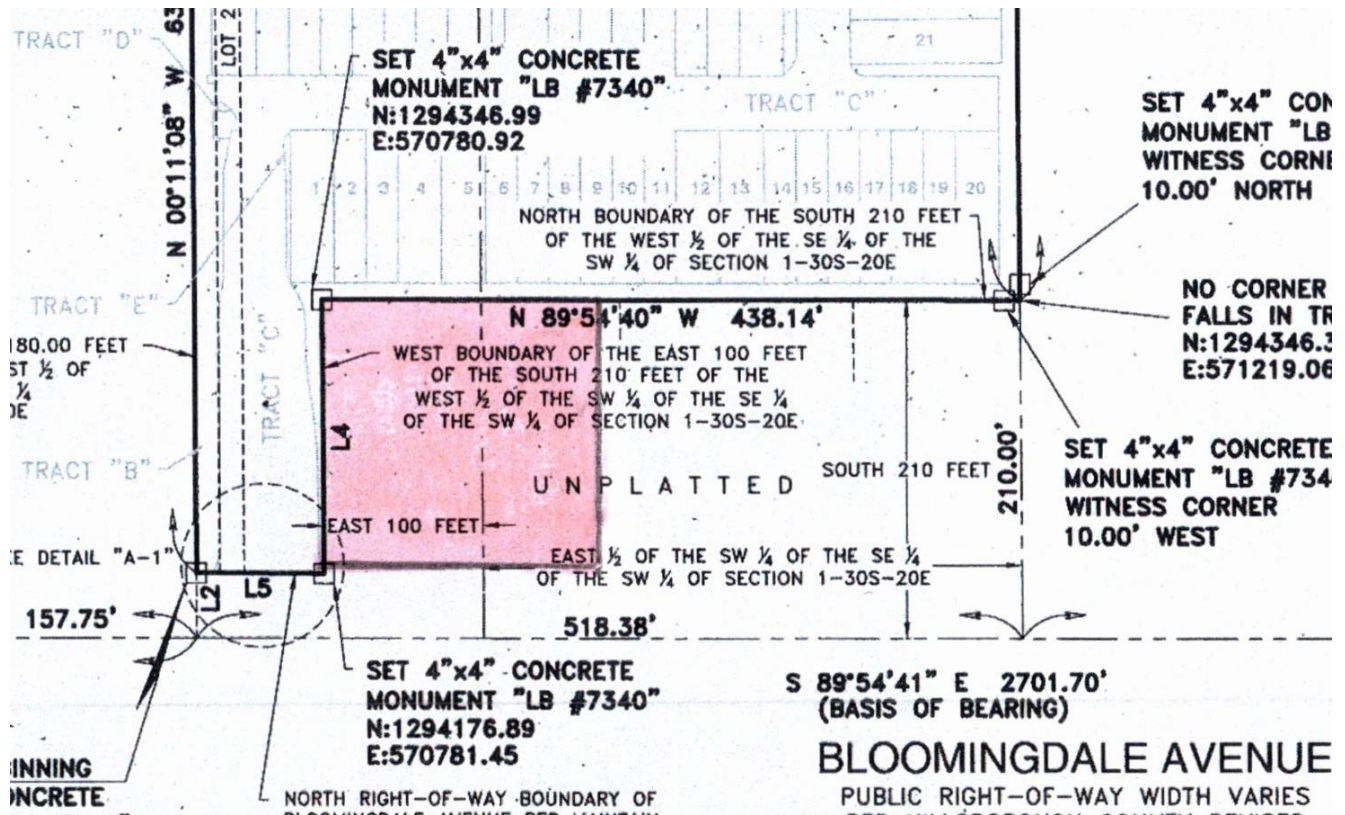 N 00°11'08" W 63
LOT 2
TRACT "D"
SET 4"x4" CONCRETE
MONUMENT "LB #7340"
N:1294346.99
E:570780.92
21
TRACT "C"
SET 4"x4" CON
MONUMENT "LB
WITNESS CORNE
10.00' NORTH
1 2 3 4 5 6 7 8 9 10 11 12 13 14 15 16 17 18 19 20
NORTH BOUNDARY OF THE SOUTH 210 FEET
OF THE WEST ½ OF THE SE ¼ OF THE
SW ¼ OF SECTION 1-30S-20E
TRACT "E"
NO CORNER
FALLS IN TR
N:1294346.3
E:571219.06
N 89°54'40" W 438.14'
180.00 FEET
ST ½ OF
¼
0E
TRACT "C"
WEST BOUNDARY OF THE EAST 100 FEET
OF THE SOUTH 210 FEET OF THE
WEST ½ OF THE SW ¼ OF THE SE ¼
OF THE SW ¼ OF SECTION 1-30S-20E
L4
TRACT "B"
UNPLATTED
SOUTH 210 FEET
210.00'
SET 4"x4" CONCRETE
MONUMENT "LB #734
WITNESS CORNER
10.00' WEST
EAST 100 FEET
E DETAIL "A-1"
EAST ½ OF THE SW ¼ OF THE SE ¼
OF THE SW ¼ OF SECTION 1-30S-20E
L2
L5
157.75'
518.38'
SET 4"x4" CONCRETE
MONUMENT "LB #7340"
N:1294176.89
E:570781.45
S 89°54'41" E 2701.70'
(BASIS OF BEARING)
BLOOMINGDALE AVENUE
PUBLIC RIGHT-OF-WAY WIDTH VARIES
INNING
ONCRETE
NORTH RIGHT-OF-WAY BOUNDARY OF